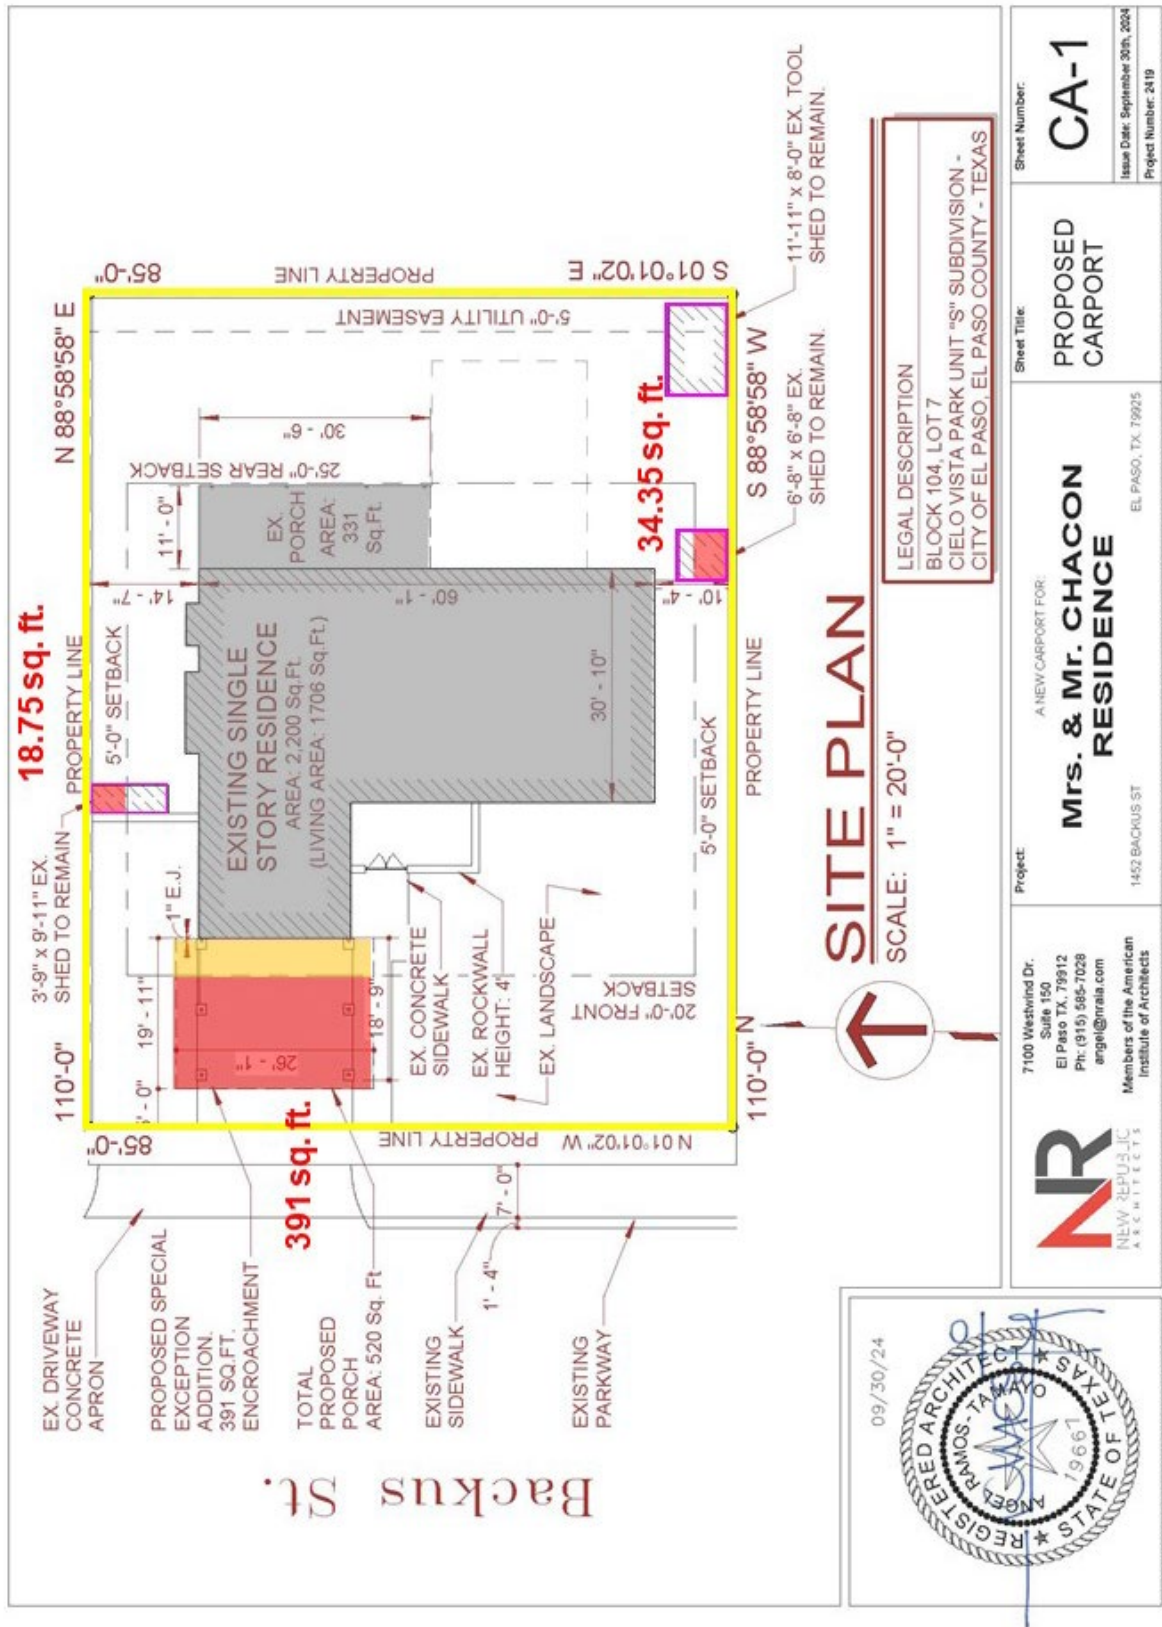 18.75 sq. ft.
3'-9" x 9'-11" EX.
SHED TO REMAIN
PROPERTY LINE
5'-0" SETBACK
N 88°58'58" E
110'-0"
85'-0"
85'-0"
PROPERTY LINE
S 01°01'02" E
5'-0" UTILITY EASEMENT
25'-0" REAR SETBACK
30' - 6"
11' - 0"
14' - 7"
EX.
PORCH
AREA:
331
Sq.Ft.
EXISTING SINGLE
STORY RESIDENCE
AREA: 2,200 Sq.Ft.
(LIVING AREA: 1706 Sq.Ft.)
60' - 1"
30' - 10"
10' - 4"
1" E.J.
19' - 11"
5' - 0"
26' - 1"
18' - 9"
391 sq. ft.
34.35 sq. ft.
EX. CONCRETE
SIDEWALK
EX. ROCKWALL
HEIGHT: 4'
EX. LANDSCAPE
20'-0" FRONT
SETBACK
5'-0" SETBACK
PROPERTY LINE
N 01°01'02" W
PROPERTY LINE
110'-0"
S 88°58'58" W
6'-8" x 6'-8" EX.
SHED TO REMAIN.
11'-11" x 8'-0" EX. TOOL
SHED TO REMAIN.
EX. DRIVEWAY
CONCRETE
APRON
PROPOSED SPECIAL
EXCEPTION
ADDITION.
391 SQ.FT.
ENCROACHMENT
TOTAL
PROPOSED
PORCH
AREA: 520 Sq. Ft
EXISTING
SIDEWALK
1' - 4"
7' - 0"
EXISTING
PARKWAY
Backus St.
N
SITE PLAN
SCALE: 1" = 20'-0"
LEGAL DESCRIPTION
BLOCK 104, LOT 7
CIELO VISTA PARK UNIT "S" SUBDIVISION -
CITY OF EL PASO, EL PASO COUNTY - TEXAS
09/30/24
REGISTERED ARCHITECT
ANGEL RAMOS-TAMAYO
19667
STATE OF TEXAS
NR
NEW REPUBLIC
ARCHITECTS
7100 Westwind Dr.
Suite 150
El Paso TX, 79912
Ph: (915) 585-7028
angel@nraia.com
Members of the American
Institute of Architects
Project:
A NEW CARPORT FOR:
Mrs. & Mr. CHACON
RESIDENCE
1452 BACKUS ST
EL PASO, TX. 79925
Sheet Title:
PROPOSED
CARPORT
Sheet Number:
CA-1
Issue Date: September 30th, 2024
Project Number: 2419